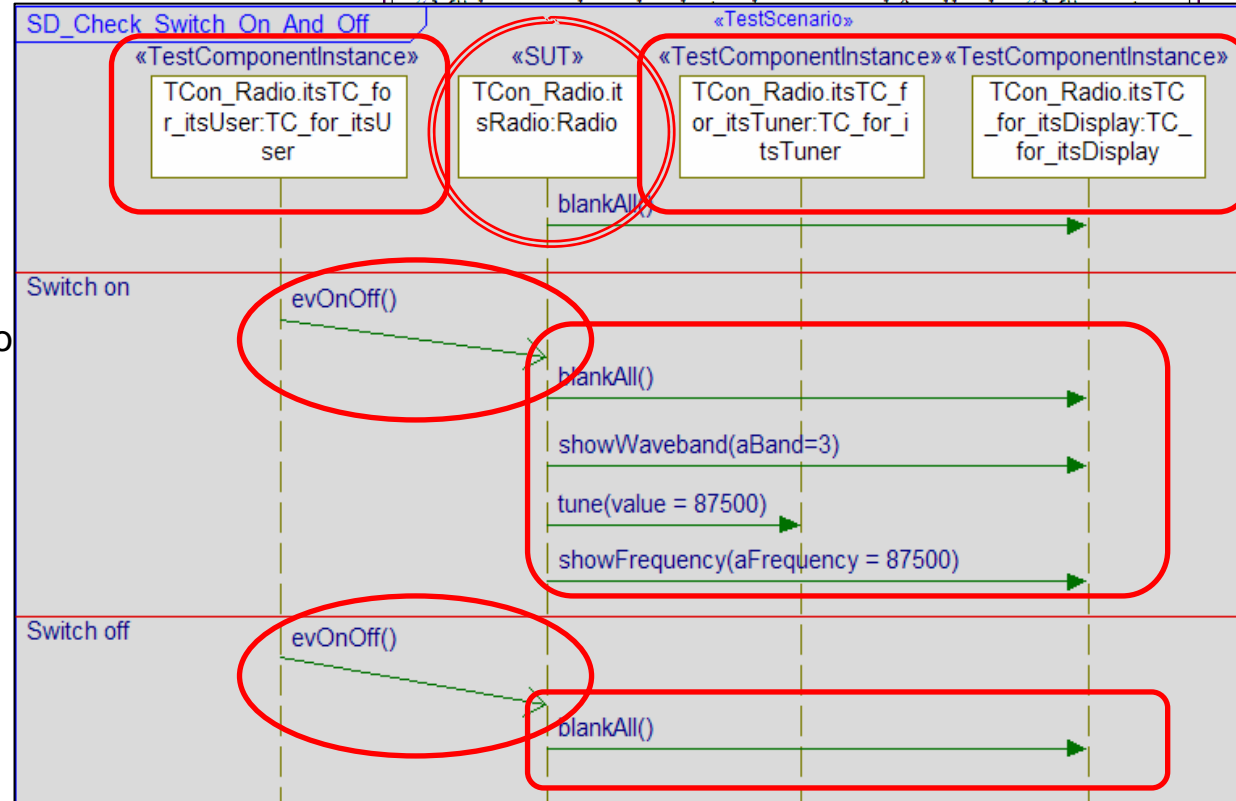 «TestScenario»
SD_Check_Switch_On_And_Off
«TestComponentInstance»
«SUT»
«TestComponentInstance»
«TestComponentInstance»
TCon_Radio.itsTC_fo
r_itsUser:TC_for_itsU
ser
TCon_Radio.it
sRadio:Radio
TCon_Radio.itsTC_f
or_itsTuner:TC_for_i
tsTuner
TCon_Radio.itsTC
_for_itsDisplay:TC_
for_itsDisplay
blankAll()
Switch on
evOnOff()
o
blankAll()
showWaveband(aBand=3)
tune(value = 87500)
showFrequency(aFrequency = 87500)
Switch off
evOnOff()
blankAll()